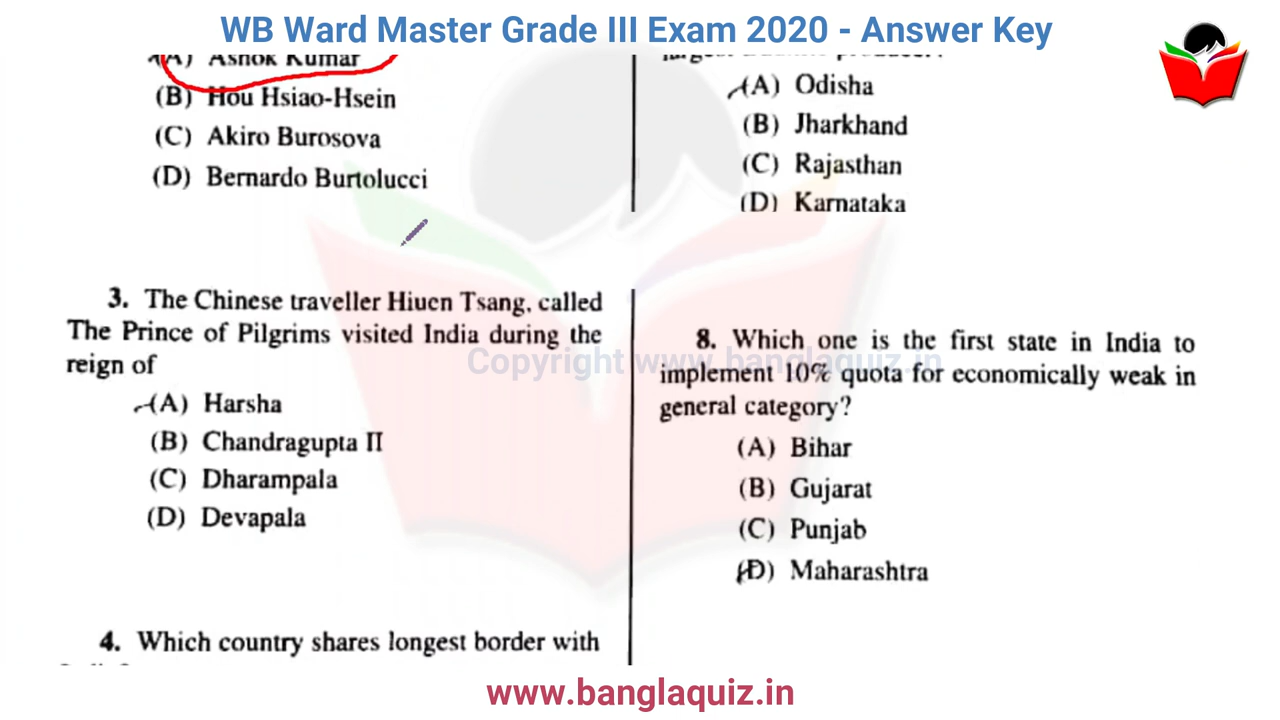 WB Ward Master Grade III Exam 2020 - Answer Key
(A) Ashok Kumar
(B) Hou Hsiao-Hsein
(C) Akiro Burosova
(D) Bernardo Burtolucci
3. The Chinese traveller Hiuen Tsang, called
The Prince of Pilgrims visited India during the
reign of
(A) Harsha
(B) Chandragupta II
(C) Dharampala
(D) Devapala
4. Which country shares longest border with
(A) Odisha
(B) Jharkhand
(C) Rajasthan
(D) Karnataka
8. Which one is the first state in India to
implement 10% quota for economically weak in
general category?
(A) Bihar
(B) Gujarat
(C) Punjab
(D) Maharashtra
Copyright www.banglaquiz.in
www.banglaquiz.in